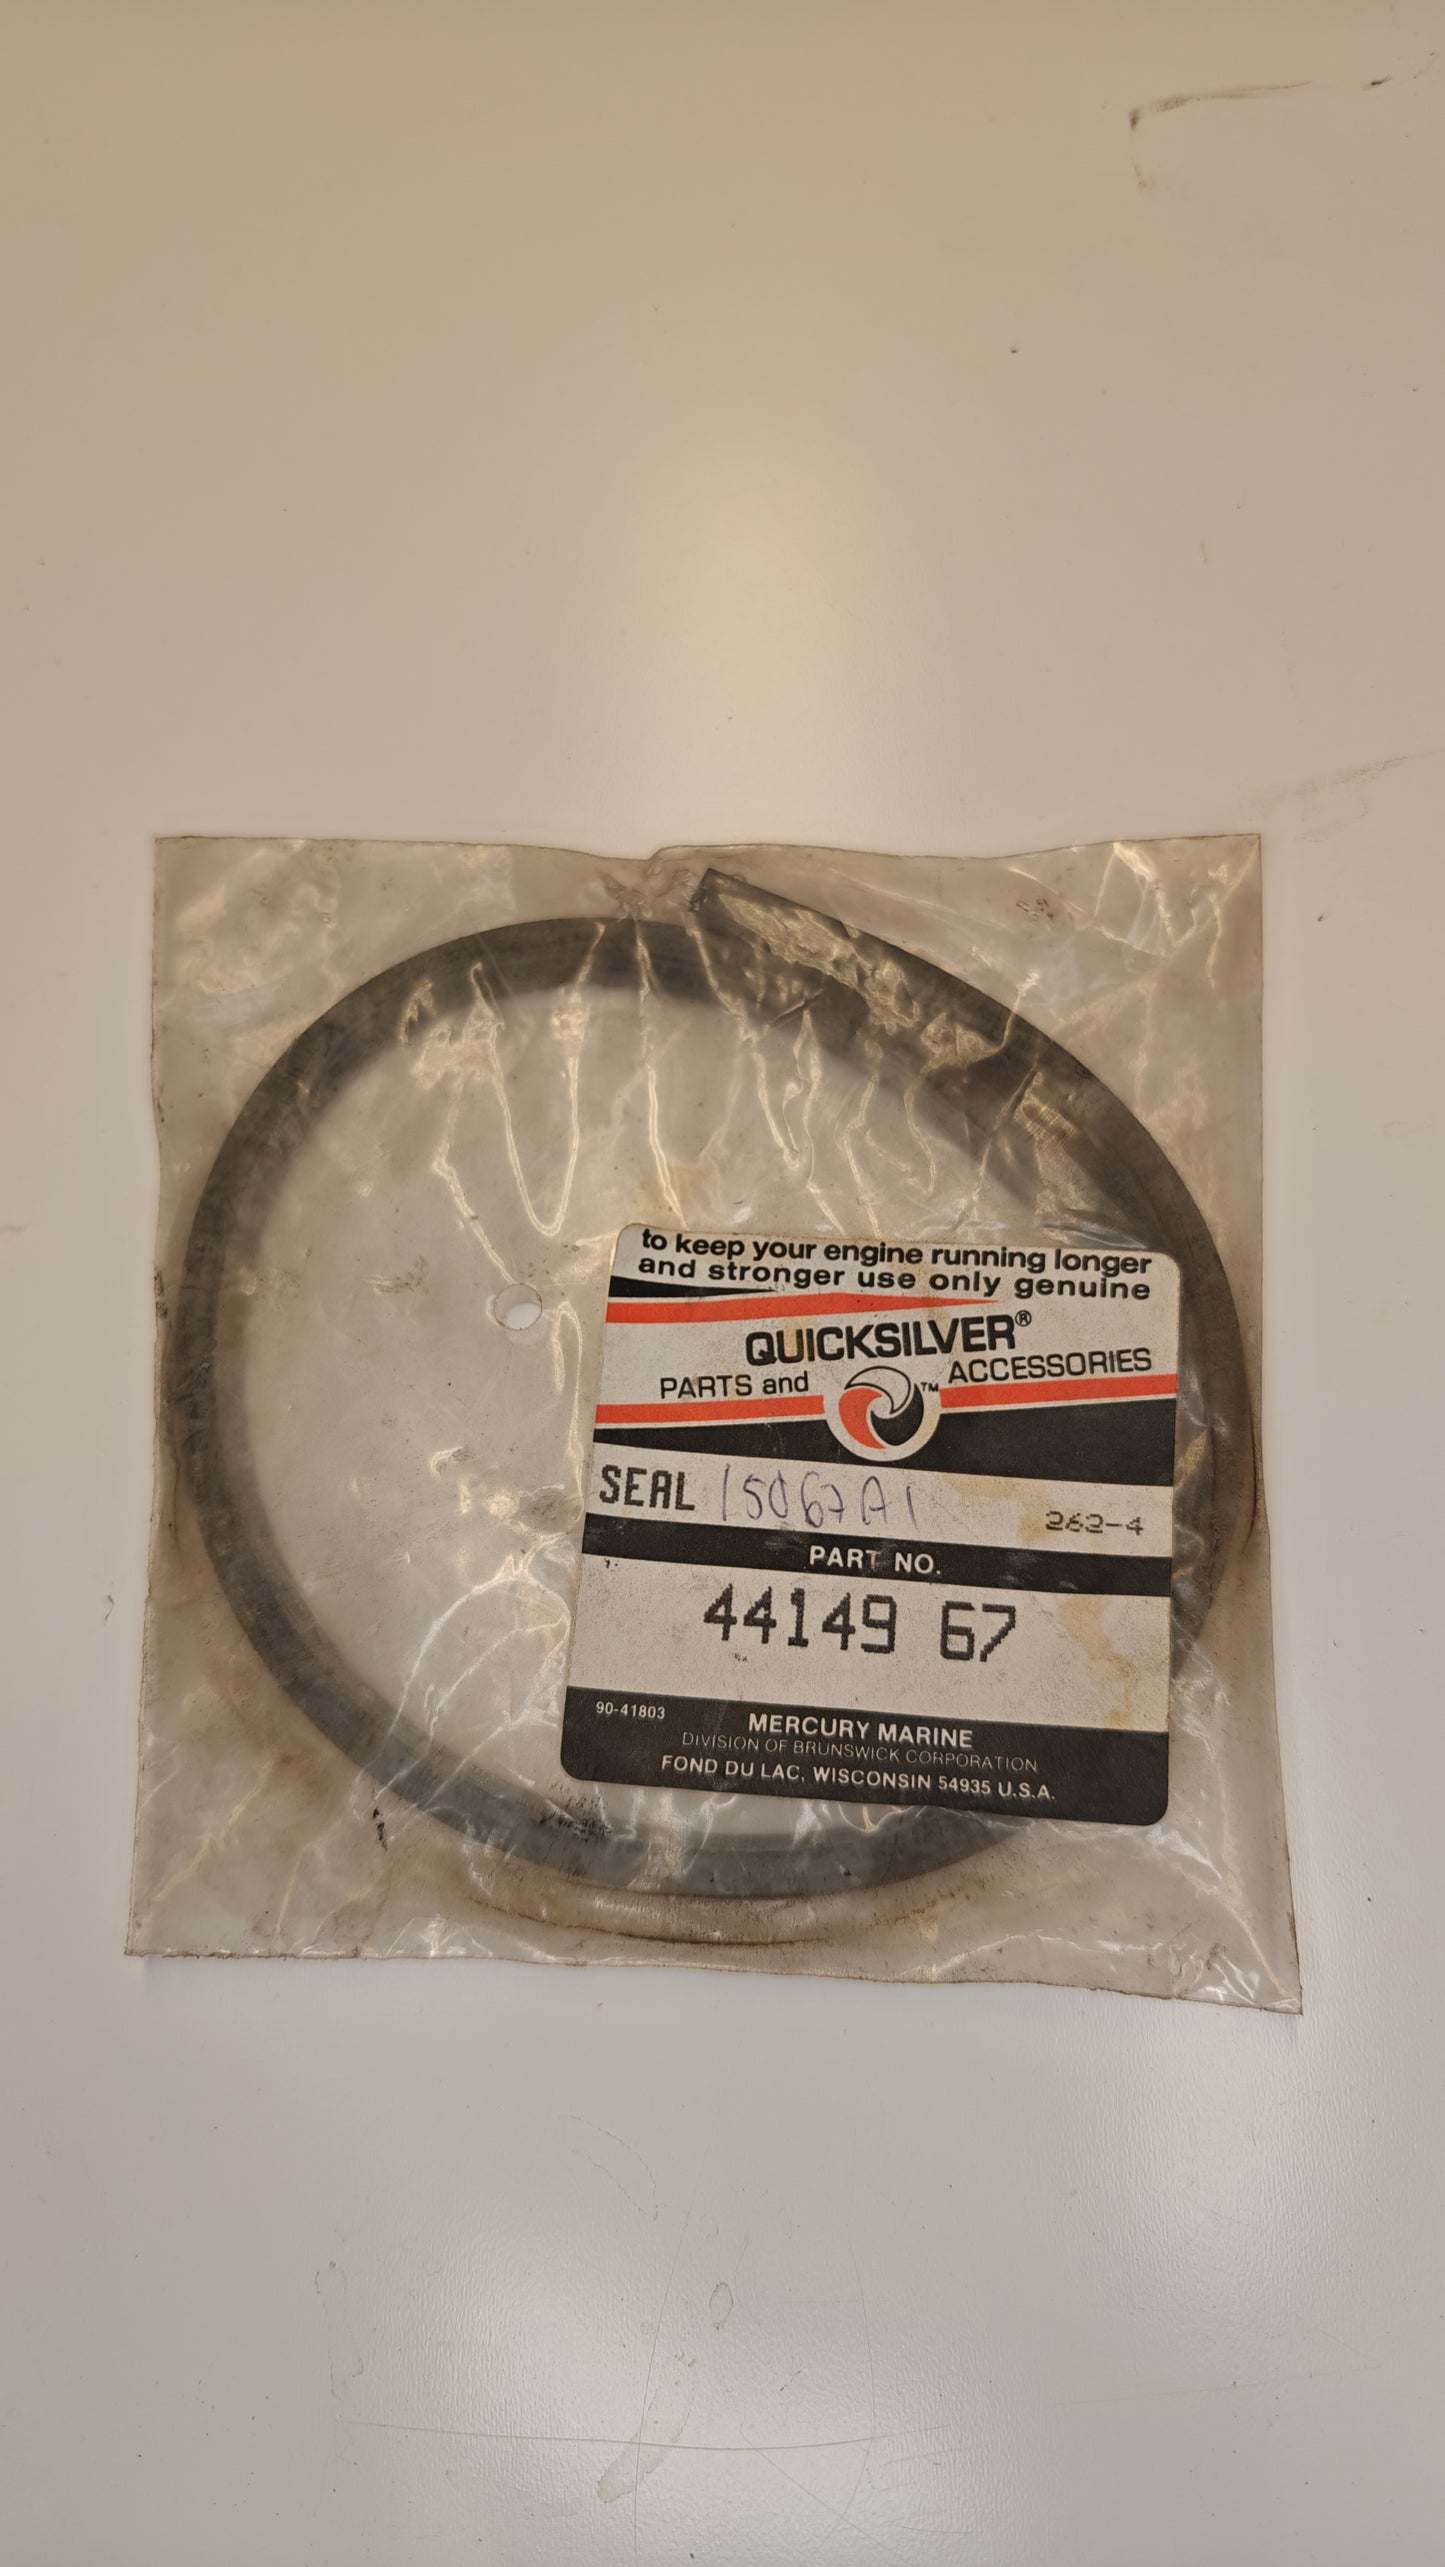 to keep your engine running longer
and stronger use only genuine
QUICKSILVER®
PARTS and ACCESSORIES
™
SEAL 15067A1 262-4
PART NO.
44149 67
90-41803
MERCURY MARINE
DIVISION OF BRUNSWICK CORPORATION
FOND DU LAC, WISCONSIN 54935 U.S.A.